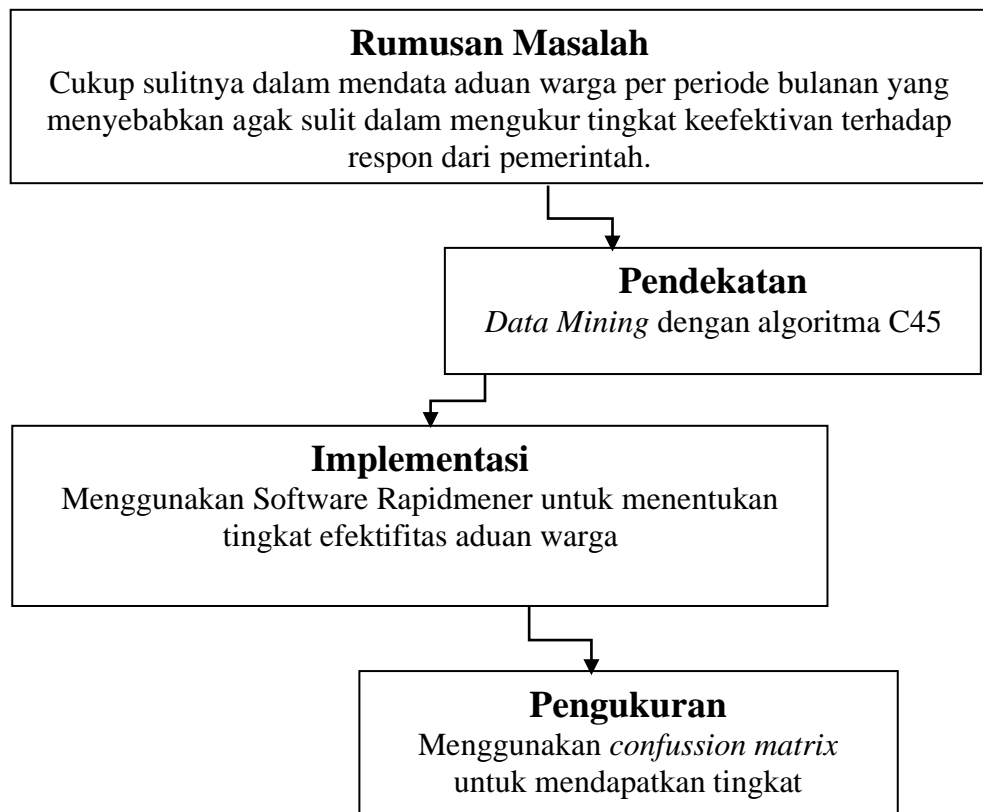 Rumusan Masalah
Cukup sulitnya dalam mendata aduan warga per periode bulanan yang
menyebabkan agak sulit dalam mengukur tingkat keefektivan terhadap
respon dari pemerintah.
Pendekatan
Data Mining dengan algoritma C45
Implementasi
Menggunakan Software Rapidmener untuk menentukan
tingkat efektifitas aduan warga
Pengukuran
Menggunakan confussion matrix
untuk mendapatkan tingkat